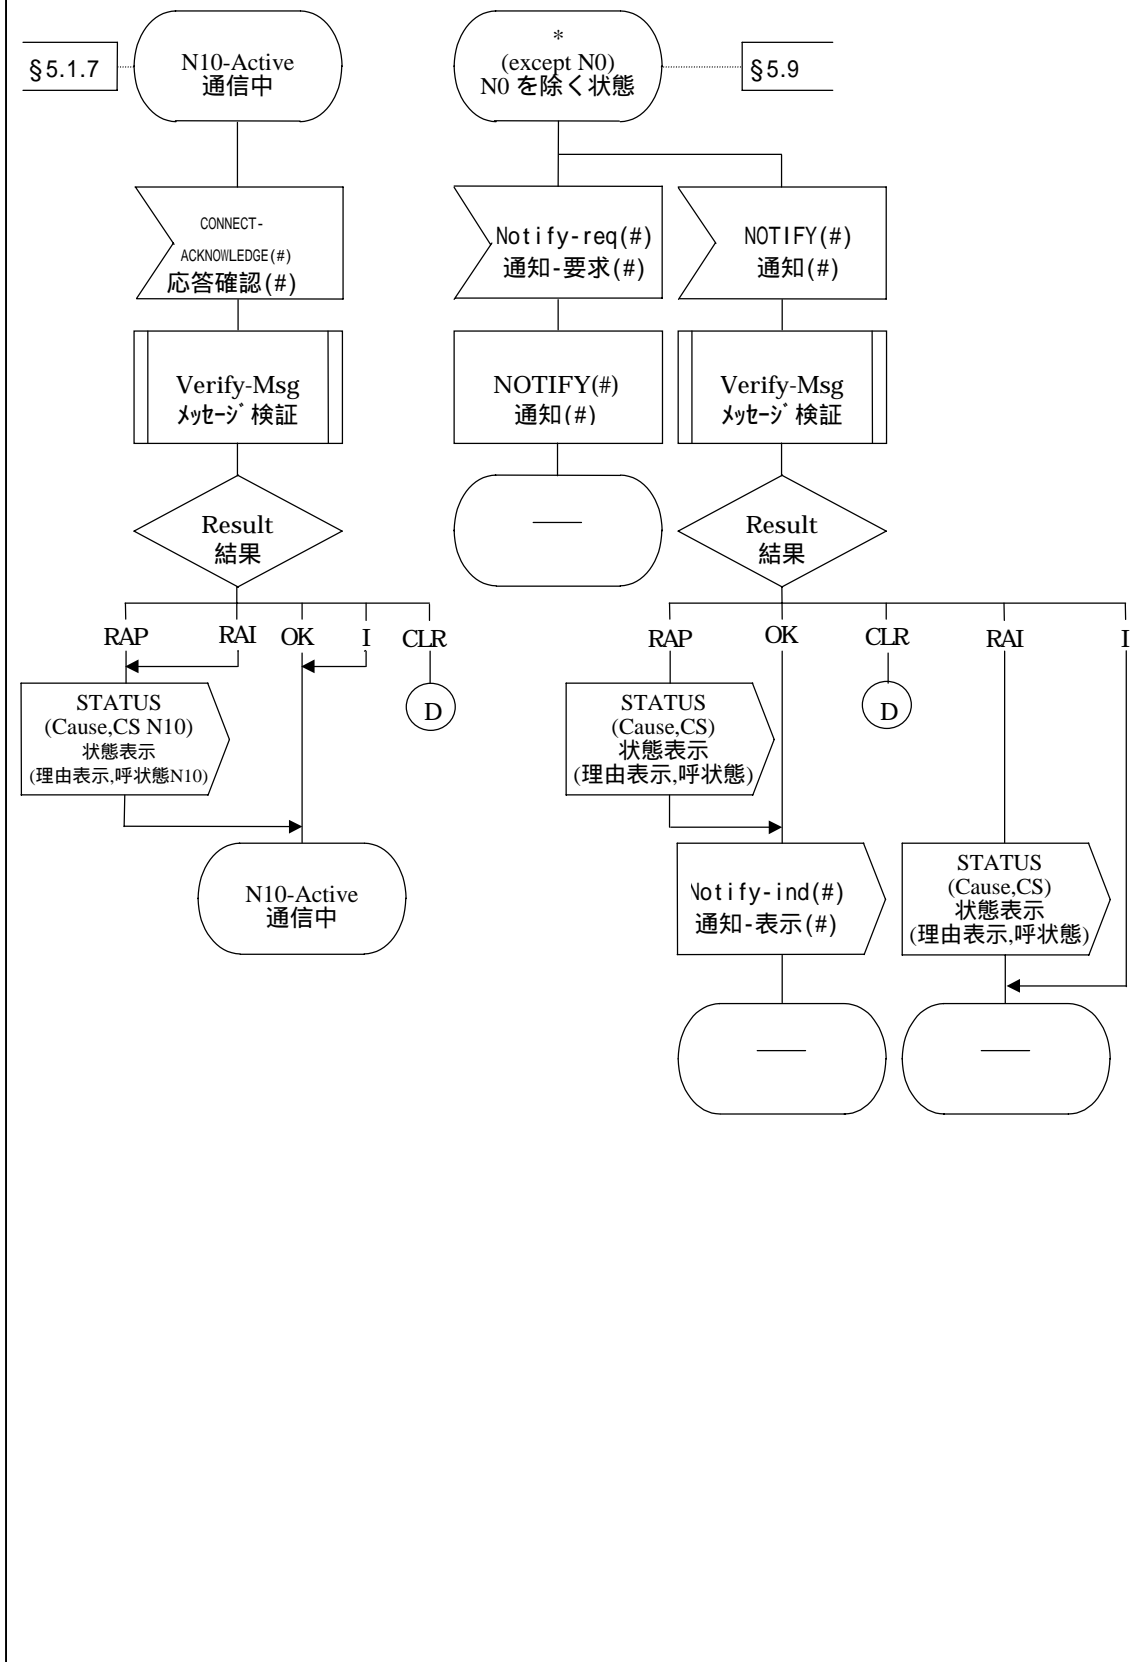 §5.1.7
N10-Active
通信中
*
(except N0)
N0 を除く状態
§5.9
CONNECT-
ACKNOWLEDGE(#)
応答確認(#)
Notify-req(#)
通知-要求(#)
NOTIFY(#)
通知(#)
Verify-Msg
ﾒｯｾｰｼﾞ検証
NOTIFY(#)
通知(#)
Verify-Msg
ﾒｯｾｰｼﾞ検証
Result
結果
Result
結果
RAP
RAI
OK
I
CLR
RAP
OK
CLR
RAI
I
STATUS
(Cause,CS N10)
状態表示
(理由表示,呼状態N10)
D
STATUS
(Cause,CS)
状態表示
(理由表示,呼状態)
D
N10-Active
通信中
Notify-ind(#)
通知-表示(#)
STATUS
(Cause,CS)
状態表示
(理由表示,呼状態)